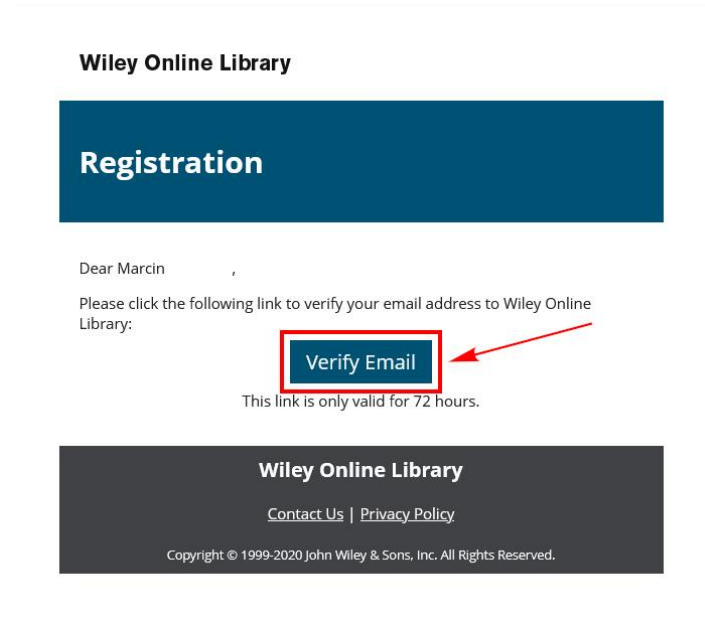 Wiley Online Library
Registration
Dear Marcin ,
Please click the following link to verify your email address to Wiley Online
Library:
Verify Email
This link is only valid for 72 hours.
Wiley Online Library
Contact Us | Privacy Policy
Copyright © 1999-2020 John Wiley & Sons, Inc. All Rights Reserved.